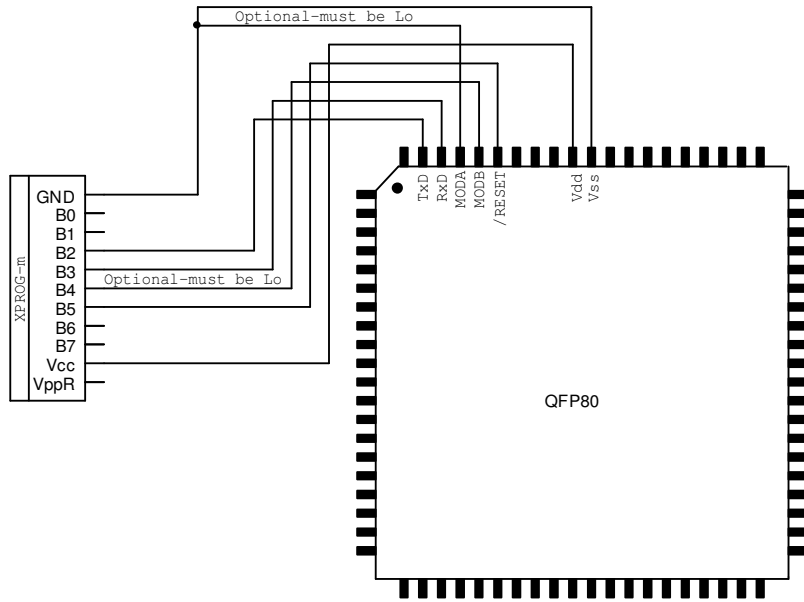 Optional-must be Lo
TxD
RxD
MODA
MODB
/RESET
Vdd
Vss
XPROG-m
GND
B0
B1
B2
B3
B4
B5
B6
B7
Vcc
VppR
Optional-must be Lo
QFP80